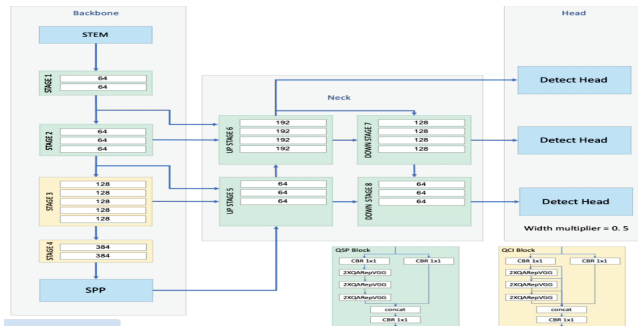 Backbone
Head
STEM
STAGE 1
64
64
STAGE 2
64
64
64
STAGE 3
128
128
128
128
128
STAGE 4
384
384
SPP
Neck
UP STAGE 6
192
192
192
192
DOWN STAGE 7
128
128
128
128
UP STAGE 5
64
64
64
DOWN STAGE 8
64
64
64
Detect Head
Detect Head
Detect Head
Width multiplier = 0. 5
QSP Block
CBR 1x1
CBR 1x1
2XQARepVGG
2XQARepVGG
2XQARepVGG
concat
CBR 1x1
QCI Block
CBR 1x1
CBR 1x1
2XQARepVGG
2XQARepVGG
2XQARepVGG
concat
CBR 1x1